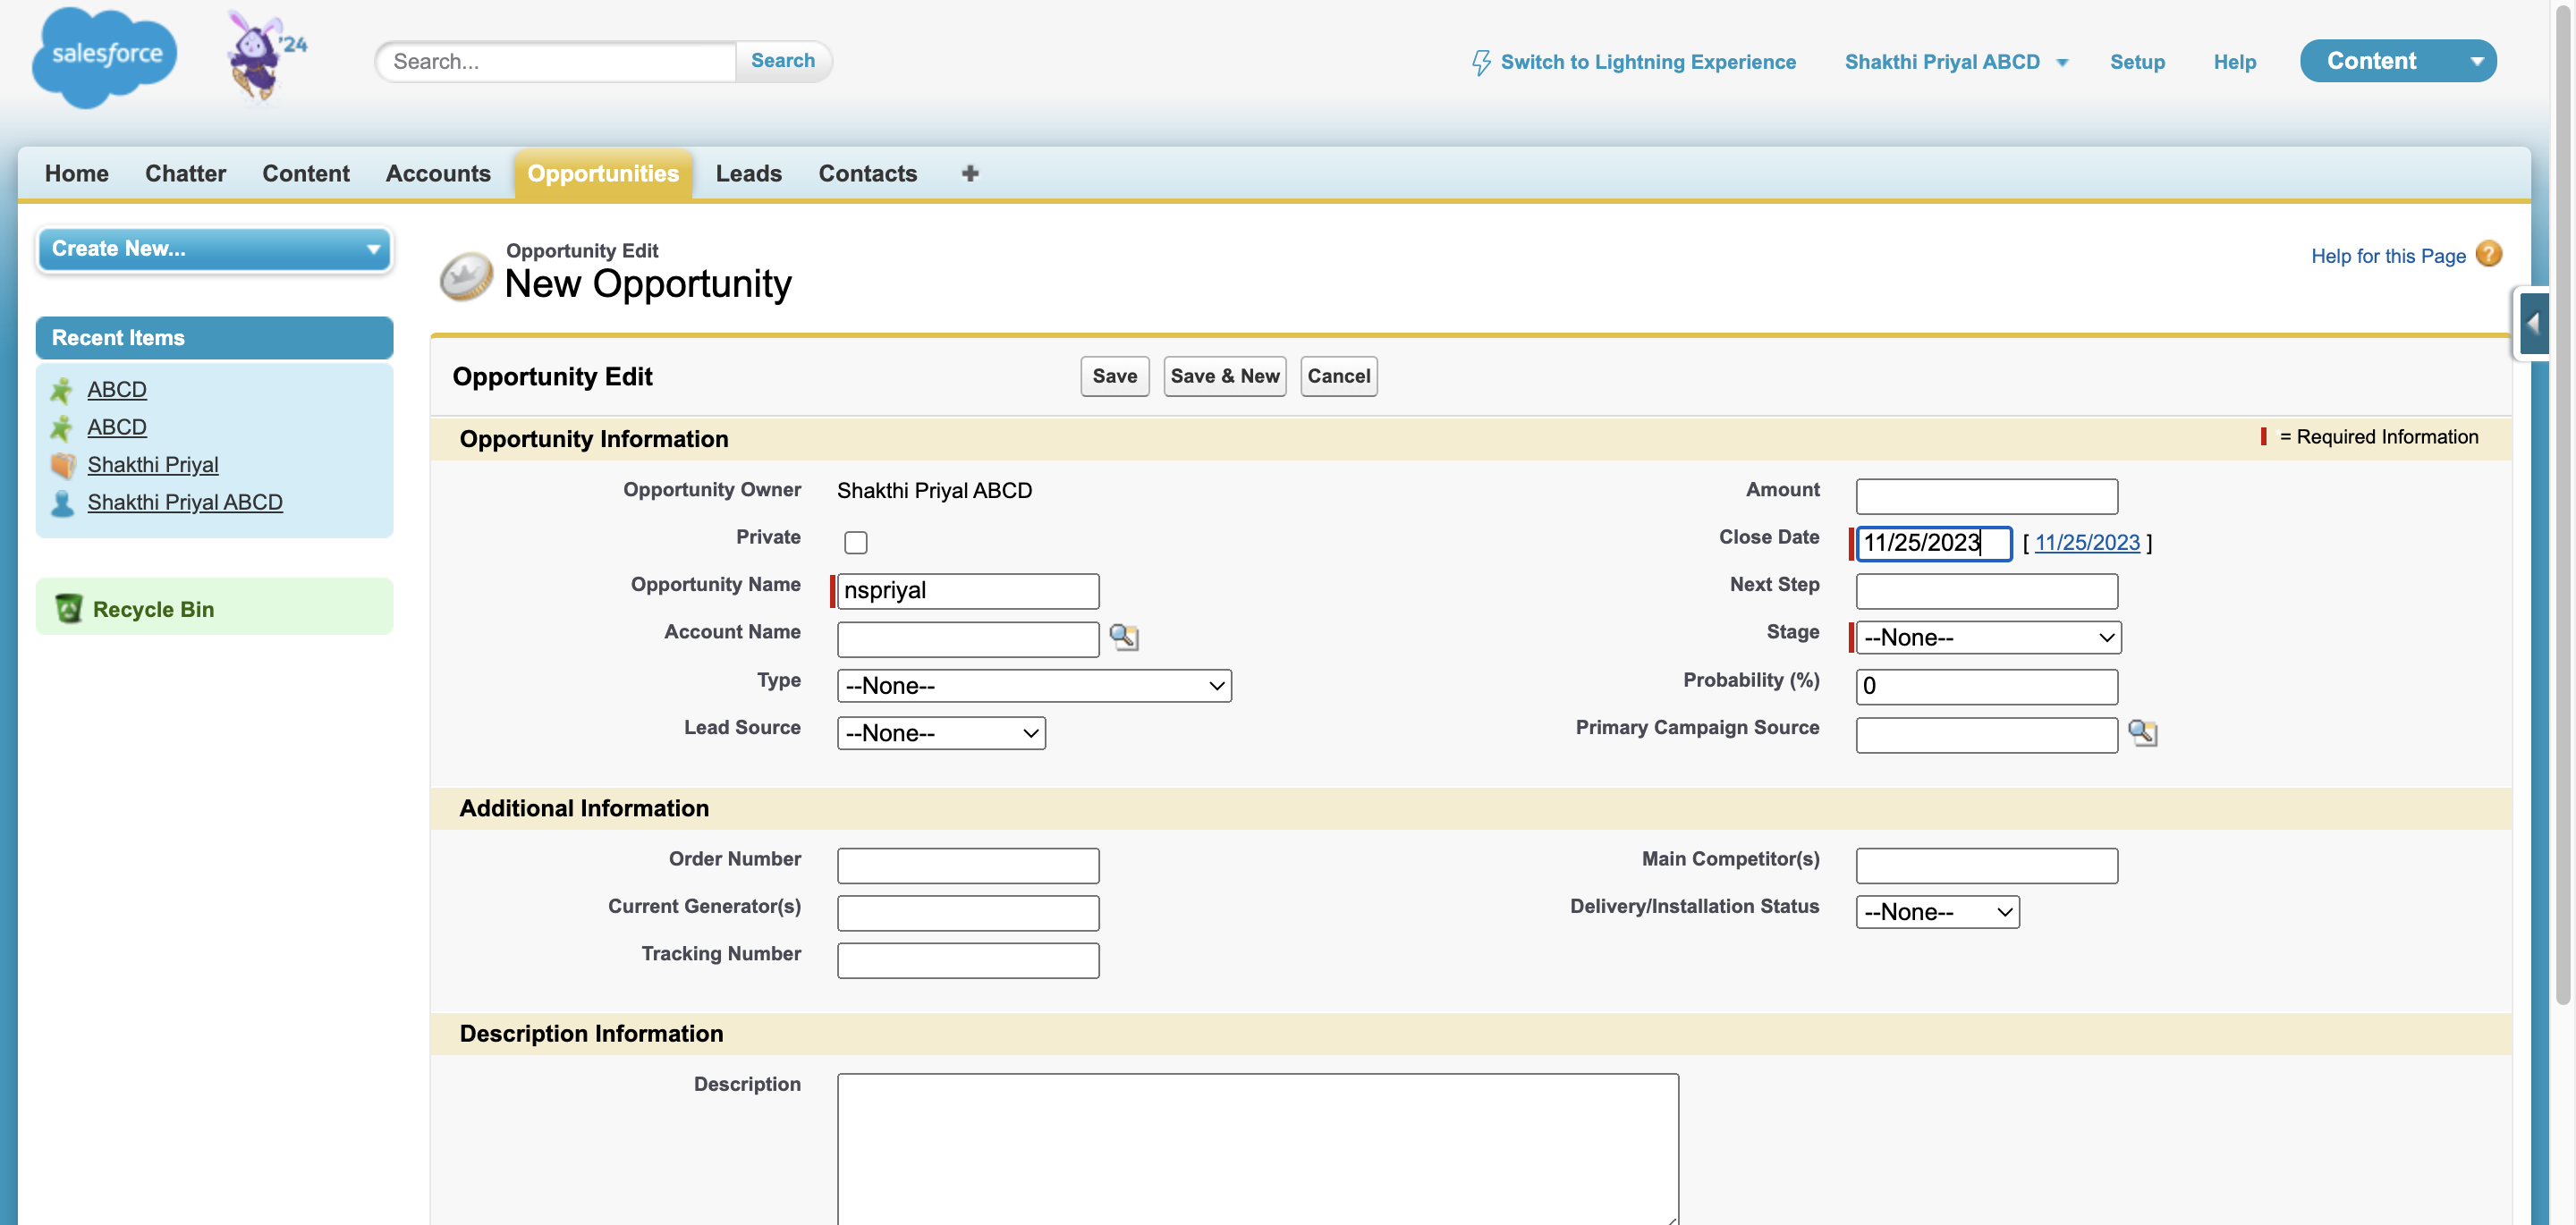 salesforce
'24
Search...
Search
Switch to Lightning Experience
Shakthi Priyal ABCD
Setup
Help
Content
Home
Chatter
Content
Accounts
Opportunities
Leads
Contacts
Create New...
Recent Items
ABCD
ABCD
Shakthi Priyal
Shakthi Priyal ABCD
Recycle Bin
Opportunity Edit
New Opportunity
Help for this Page
Opportunity Edit
Save
Save & New
Cancel
Opportunity Information
= Required Information
Opportunity Owner
Shakthi Priyal ABCD
Amount
Private
Close Date
11/25/2023
[ 11/25/2023 ]
Opportunity Name
nspriyal
Next Step
Account Name
Stage
--None--
Type
--None--
Probability (%)
0
Lead Source
--None--
Primary Campaign Source
Additional Information
Order Number
Main Competitor(s)
Current Generator(s)
Delivery/Installation Status
--None--
Tracking Number
Description Information
Description